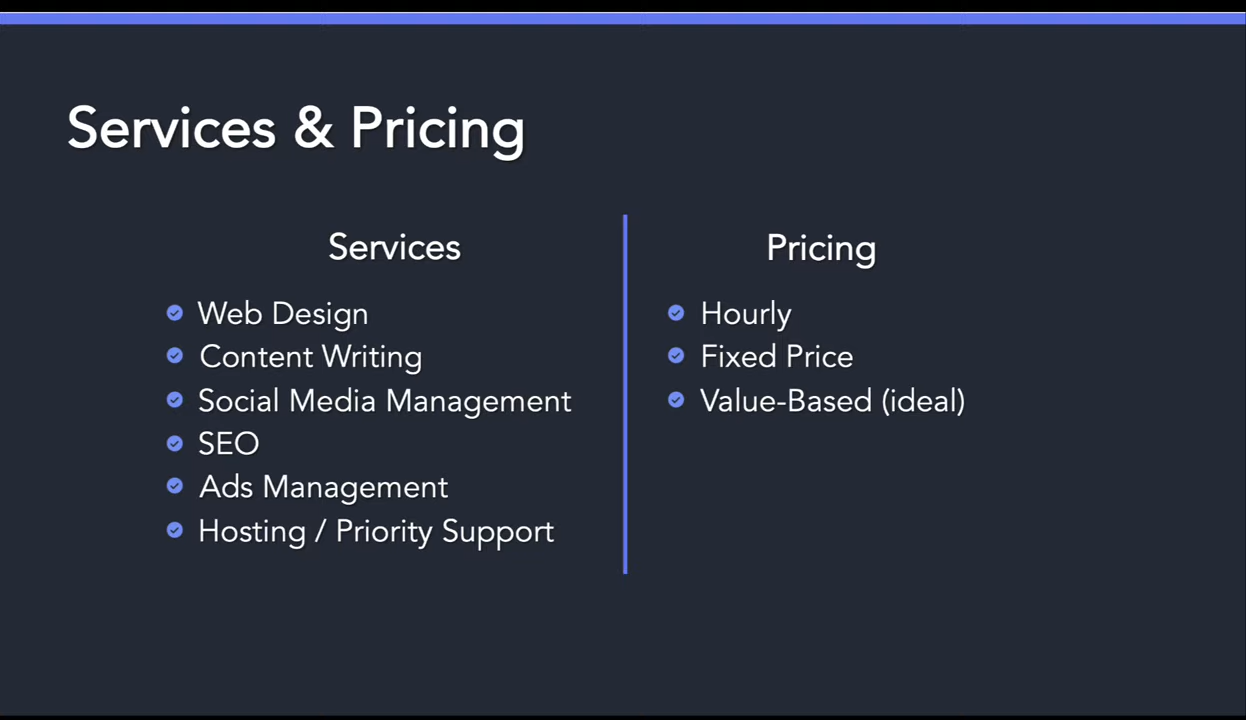 Services & Pricing
Services
Web Design
Content Writing
Social Media Management
SEO
Ads Management
Hosting / Priority Support
Pricing
Hourly
Fixed Price
Value-Based (ideal)